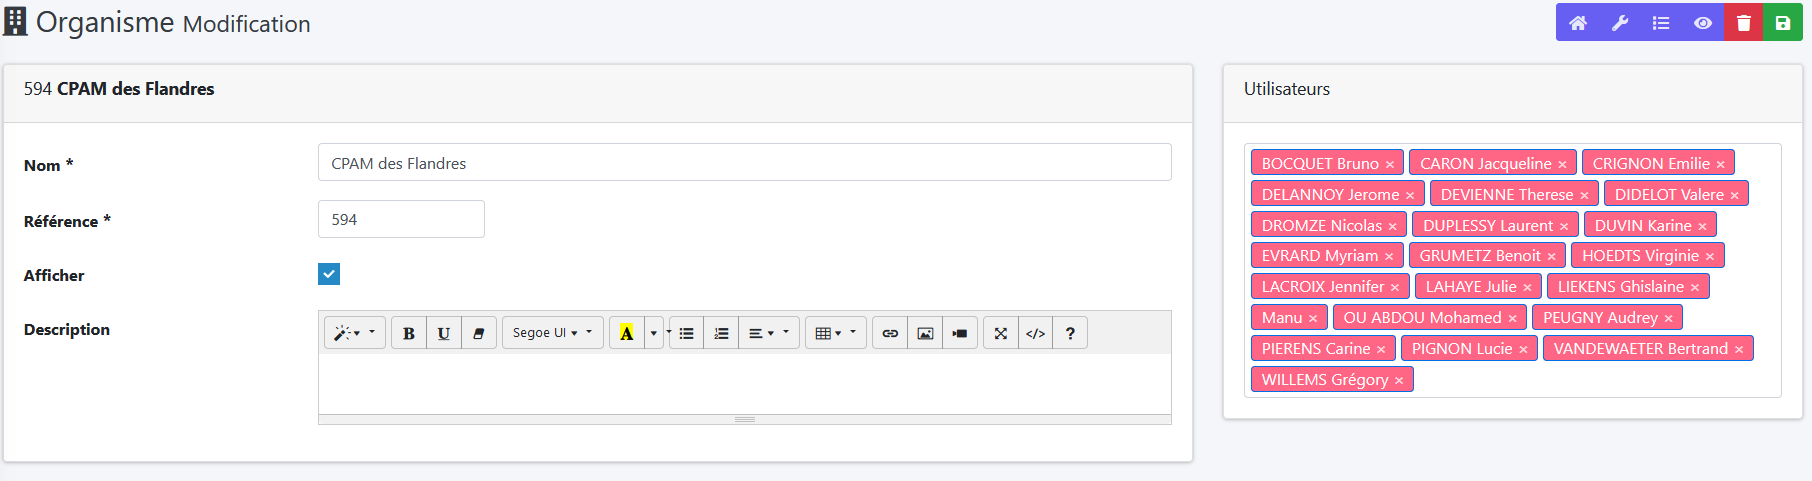 Organisme Modification
594 CPAM des Flandres
Nom *
CPAM des Flandres
Référence *
594
Afficher
Description
B U Segoe UI A </> ?
Utilisateurs
BOCQUET Bruno × CARON Jacqueline × CRIGNON Emilie ×
DELANNOY Jerome × DEVIENNE Therese × DIDELOT Valere ×
DROMZE Nicolas × DUPLESSY Laurent × DUVIN Karine ×
EVRARD Myriam × GRUMETZ Benoit × HOEDTS Virginie ×
LACROIX Jennifer × LAHAYE Julie × LIEKENS Ghislaine ×
Manu × OU ABDOU Mohamed × PEUGNY Audrey ×
PIERENS Carine × PIGNON Lucie × VANDEWAETER Bertrand ×
WILLEMS Grégory ×